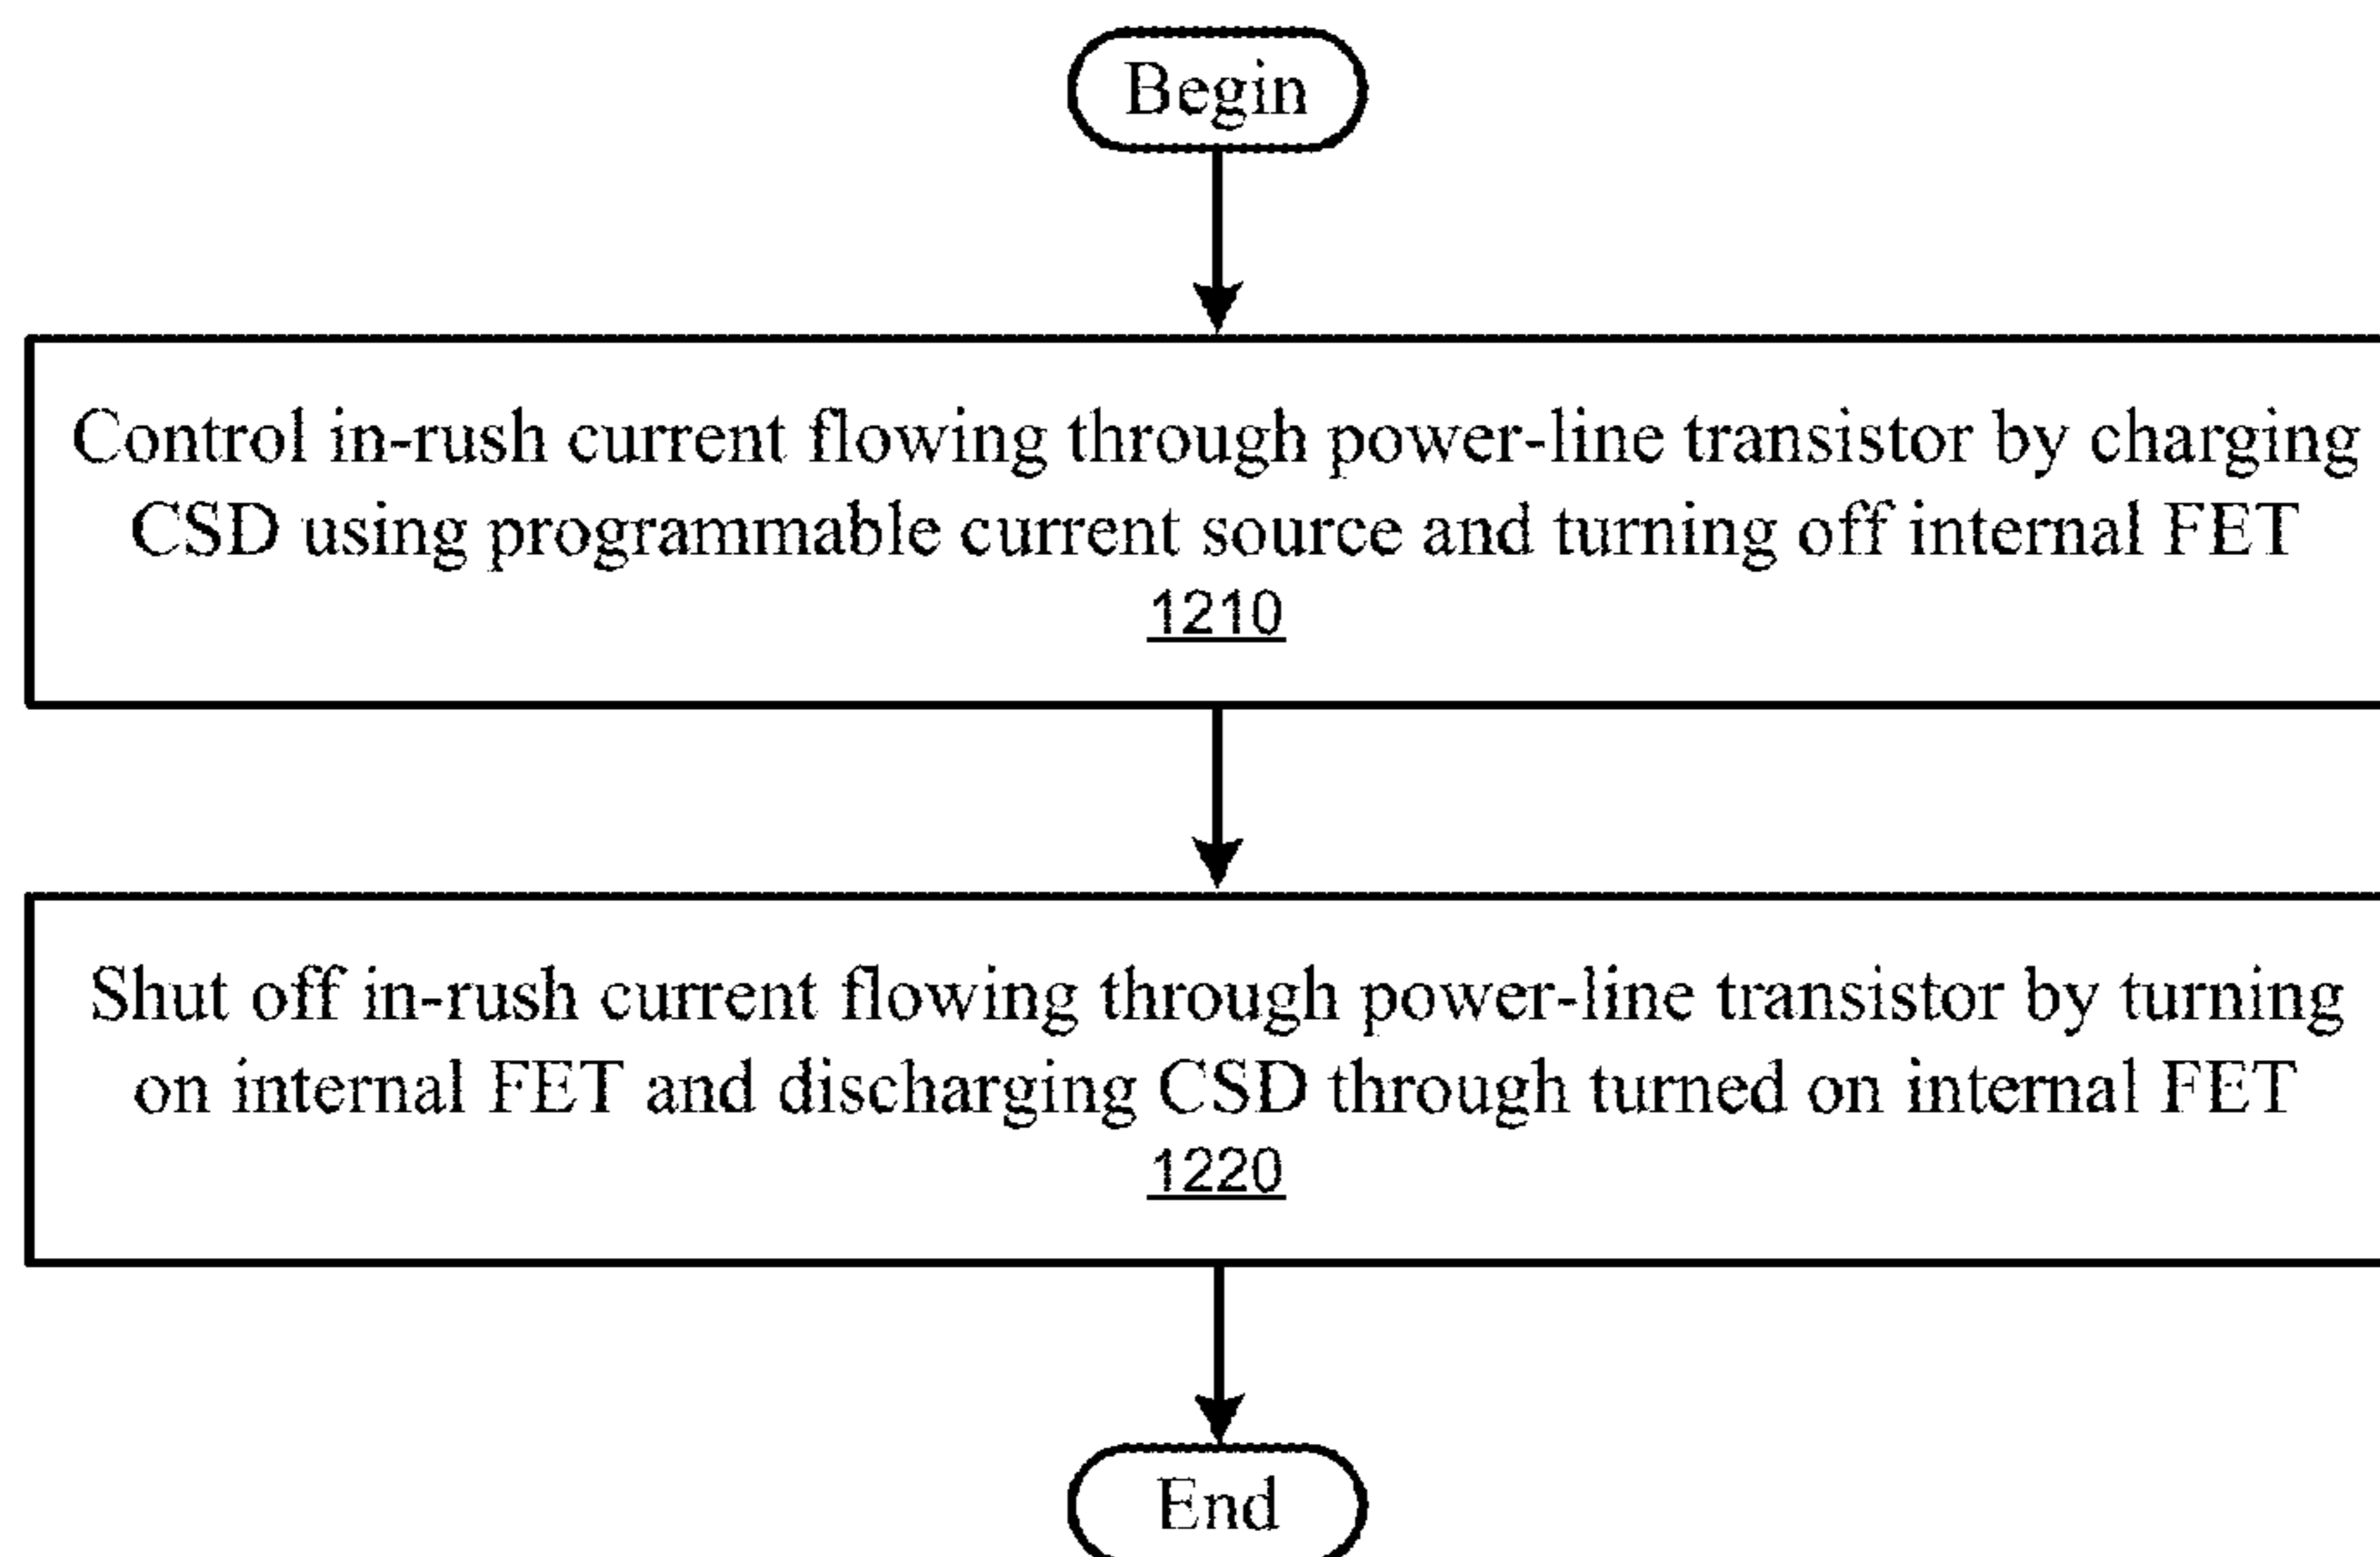 Begin
Control in-rush current flowing through power-line transistor by charging
CSD using programmable current source and turning off internal FET
1210
Shut off in-rush current flowing through power-line transistor by turning
on internal FET and discharging CSD through turned on internal FET
1220
End